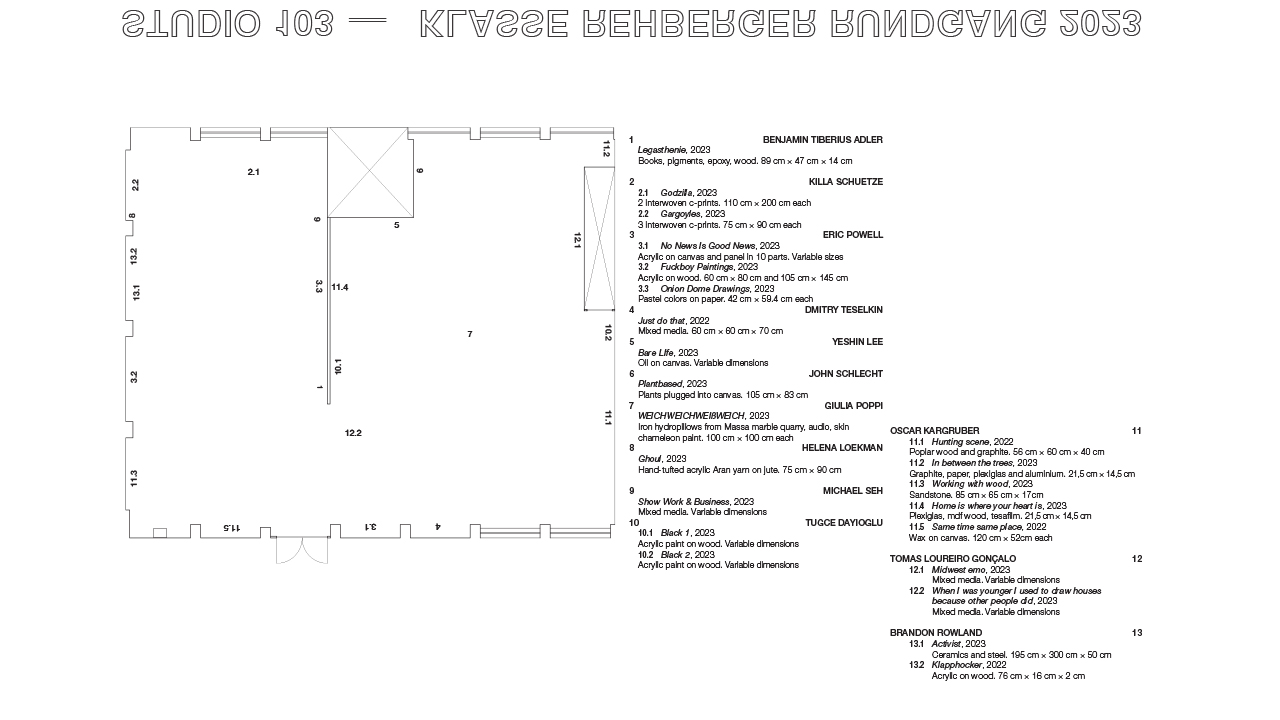 STUDIO 103 — KLASSE REHBERGER RUNDGANG 2023
2.1
2.2
8
13.2
13.1
3.2
11.3
9
3.3
11.4
10.1
1
12.2
6
5
7
11.2
12.1
10.2
11.1
11.5
3.1
4
1 BENJAMIN TIBERIUS ADLER
Legasthenie, 2023
Books, pigments, epoxy, wood. 89 cm × 47 cm × 14 cm
2 KILLA SCHUETZE
2.1 Godzilla, 2023
2 Interwoven c-prints. 110 cm × 200 cm each
2.2 Gargoyles, 2023
3 Interwoven c-prints. 75 cm × 90 cm each
3 ERIC POWELL
3.1 No News Is Good News, 2023
Acrylic on canvas and panel in 10 parts. Variable sizes
3.2 Fuckboy Paintings, 2023
Acrylic on wood. 60 cm × 80 cm and 105 cm × 145 cm
3.3 Onion Dome Drawings, 2023
Pastel colors on paper. 42 cm × 59.4 cm each
4 DMITRY TESELKIN
Just do that, 2022
Mixed media. 60 cm × 60 cm × 70 cm
5 YESHIN LEE
Bare Life, 2023
Oil on canvas. Variable dimensions
6 JOHN SCHLECHT
Plantbased, 2023
Plants plugged into canvas. 105 cm × 83 cm
7 GIULIA POPPI
WEICHWEICHWEIßWEICH, 2023
Iron hydropillows from Massa marble quarry, audio, skin
chameleon paint. 100 cm × 100 cm each
8 HELENA LOEKMAN
Ghoul, 2023
Hand-tufted acrylic Aran yarn on jute. 75 cm × 90 cm
9 MICHAEL SEH
Show Work & Business, 2023
Mixed media. Variable dimensions
10 TUGCE DAYIOGLU
10.1 Black 1, 2023
Acrylic paint on wood. Variable dimensions
10.2 Black 2, 2023
Acrylic paint on wood. Variable dimensions
OSCAR KARGRUBER 11
11.1 Hunting scene, 2022
Poplar wood and graphite. 56 cm × 60 cm × 40 cm
11.2 In between the trees, 2023
Graphite, paper, plexiglas and aluminium. 21,5 cm × 14,5 cm
11.3 Working with wood, 2023
Sandstone. 85 cm × 65 cm × 17cm
11.4 Home is where your heart is, 2023
Plexiglas, mdf wood, tesafilm. 21,5 cm × 14,5 cm
11.5 Same time same place, 2022
Wax on canvas. 120 cm × 52cm each
TOMAS LOUREIRO GONÇALO 12
12.1 Midwest emo, 2023
Mixed media. Variable dimensions
12.2 When I was younger I used to draw houses
because other people did, 2023
Mixed media. Variable dimensions
BRANDON ROWLAND 13
13.1 Activist, 2023
Ceramics and steel. 195 cm × 300 cm × 50 cm
13.2 Klapphocker, 2022
Acrylic on wood. 76 cm × 16 cm × 2 cm